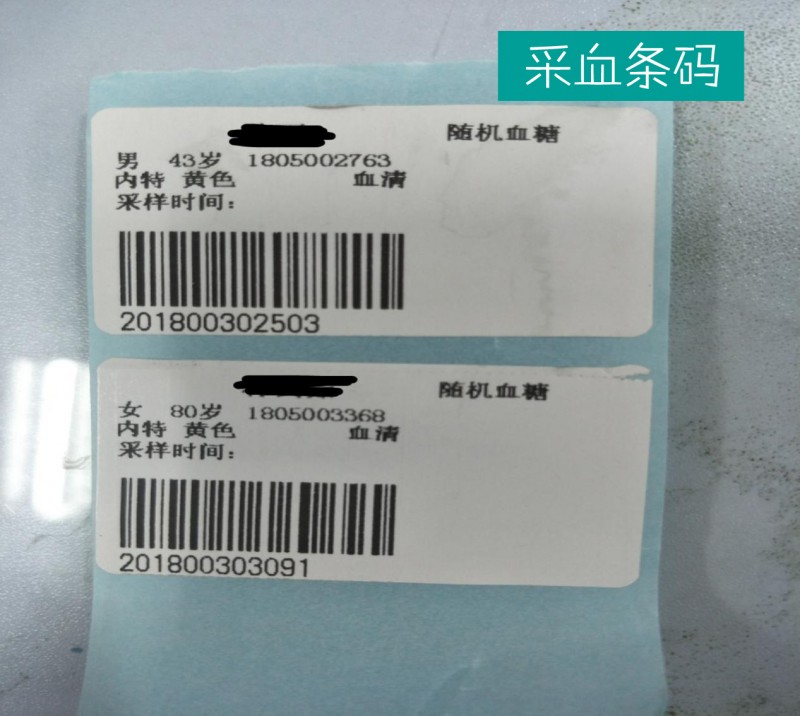 采血条码
随机血糖
男 43岁 1805002763
内特 黄色 血清
采样时间：
201800302503
随机血糖
女 80岁 1805003368
内特 黄色 血清
采样时间：
201800303091